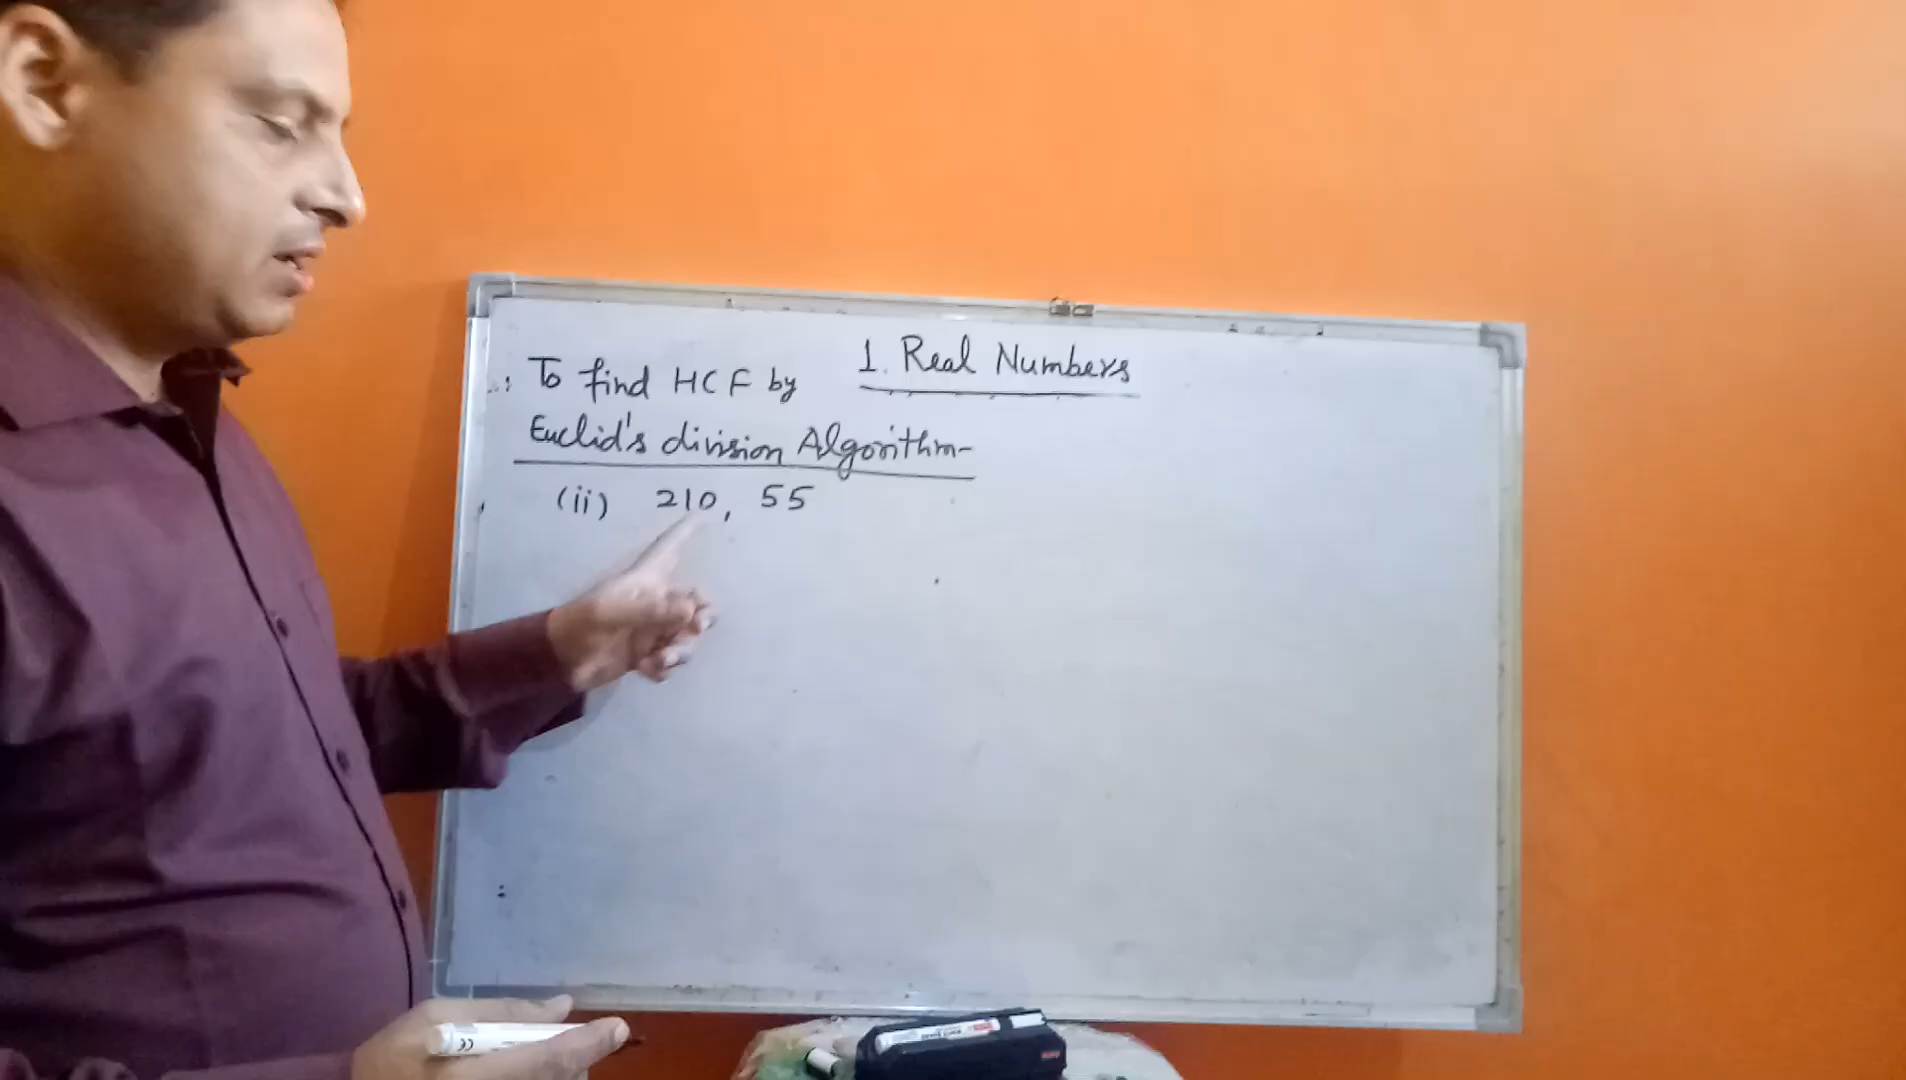 1. Real Numbers
To find HCF by
Euclid's division Algorithm-
(ii) 210, 55